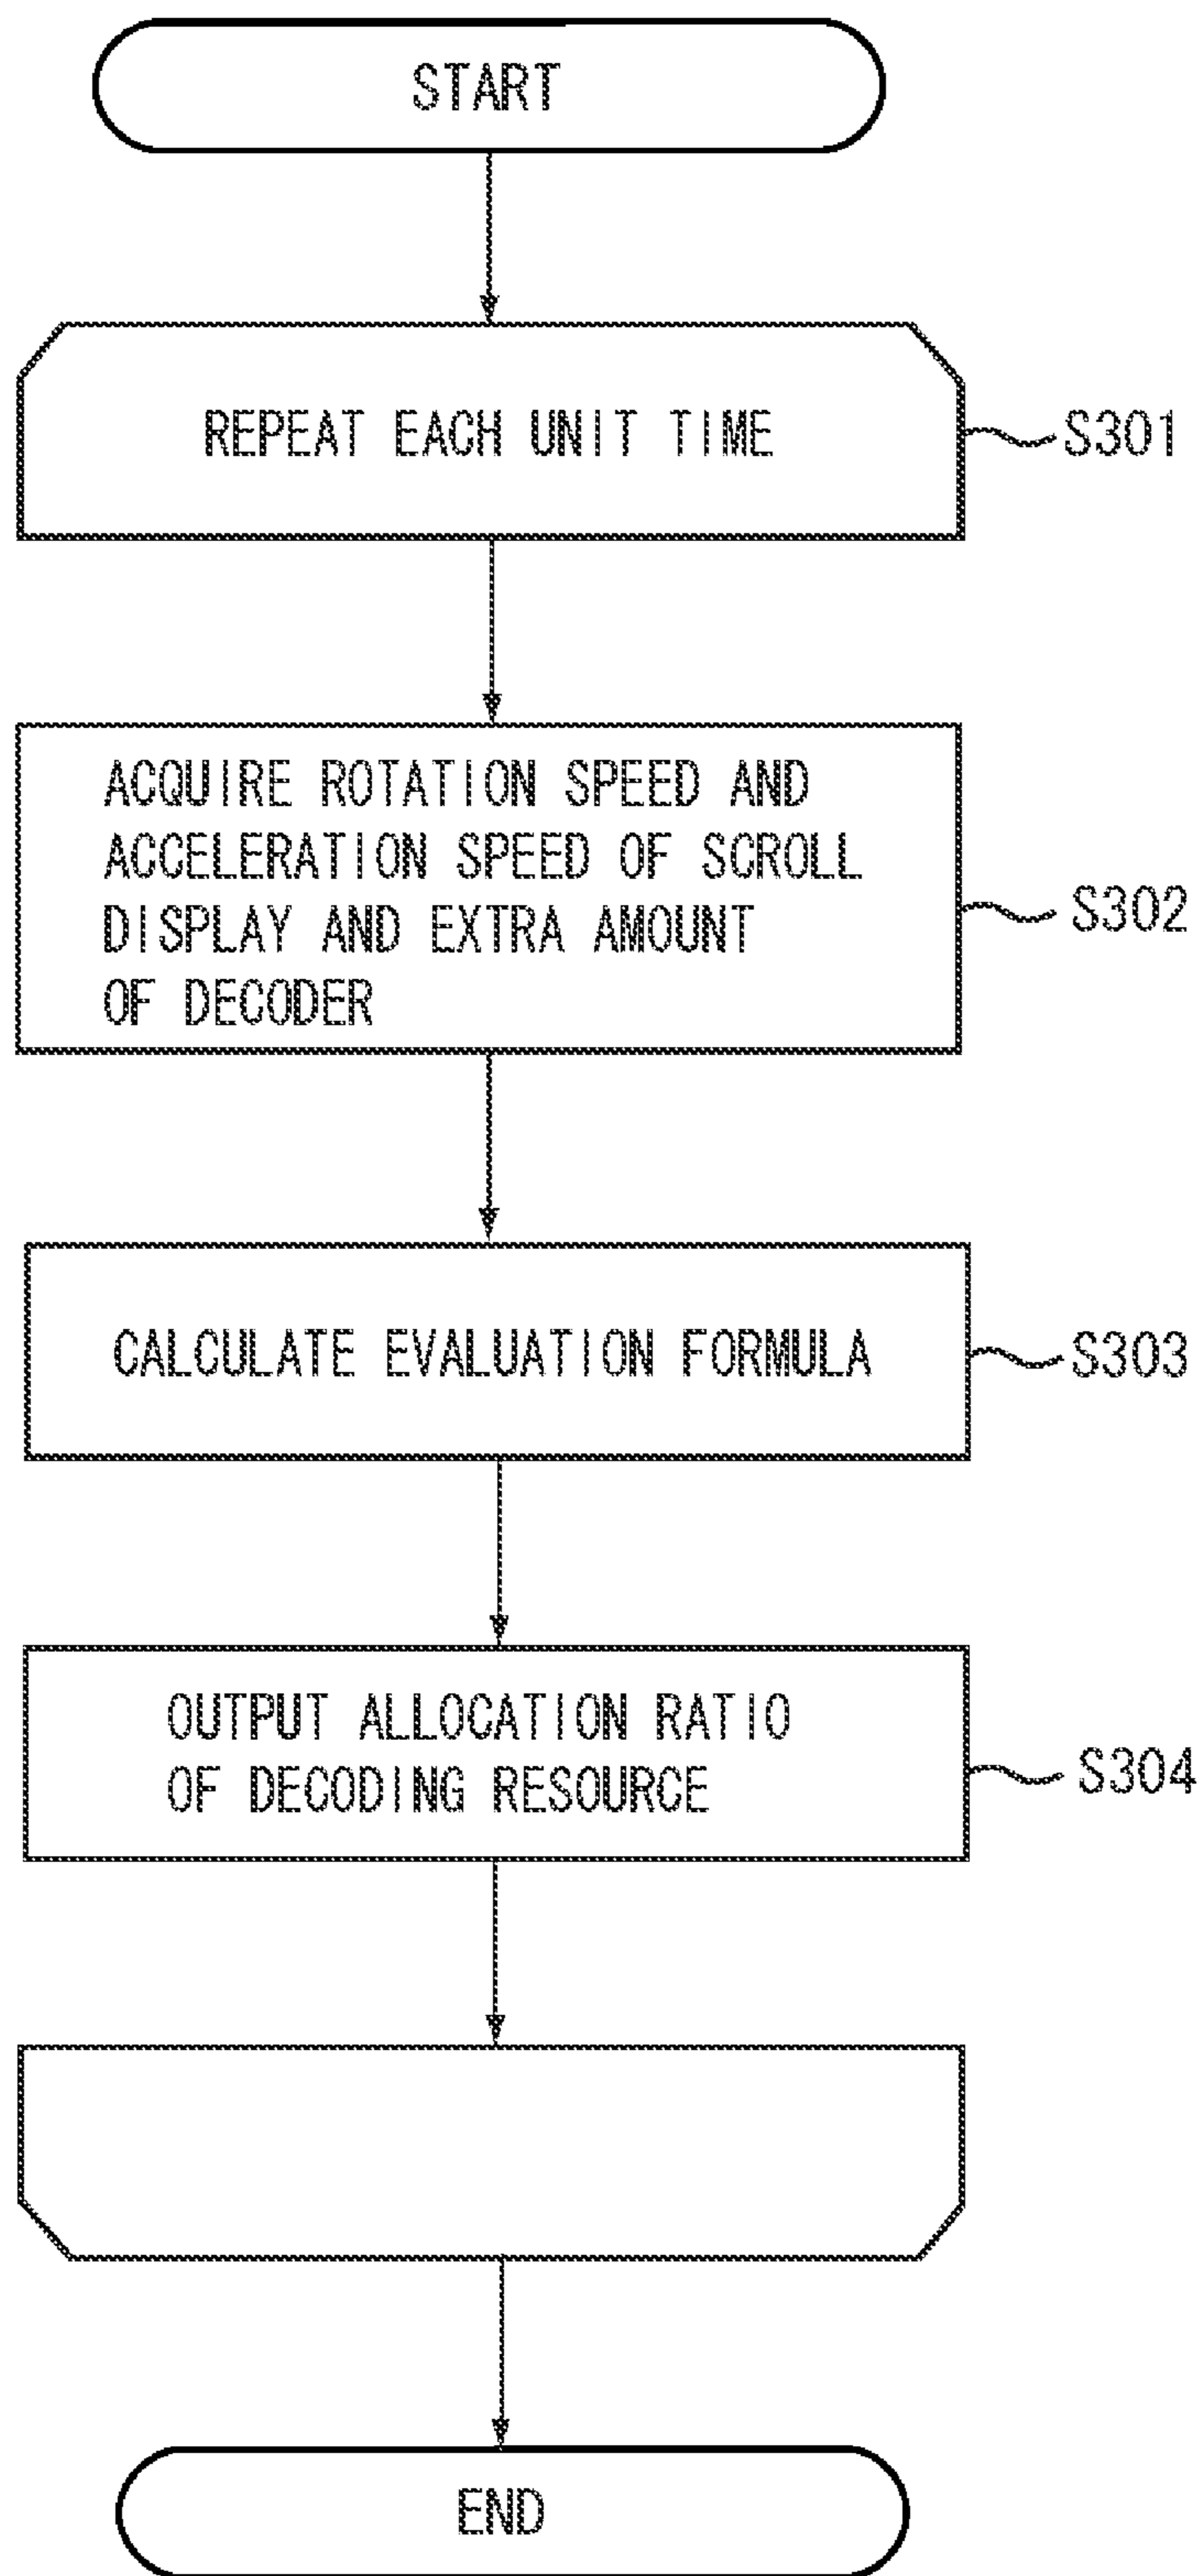 START
REPEAT EACH UNIT TIME
S301
ACQUIRE ROTATION SPEED AND
ACCELERATION SPEED OF SCROLL
DISPLAY AND EXTRA AMOUNT
OF DECODER
S302
CALCULATE EVALUATION FORMULA
S303
OUTPUT ALLOCATION RATIO
OF DECODING RESOURCE
S304
END